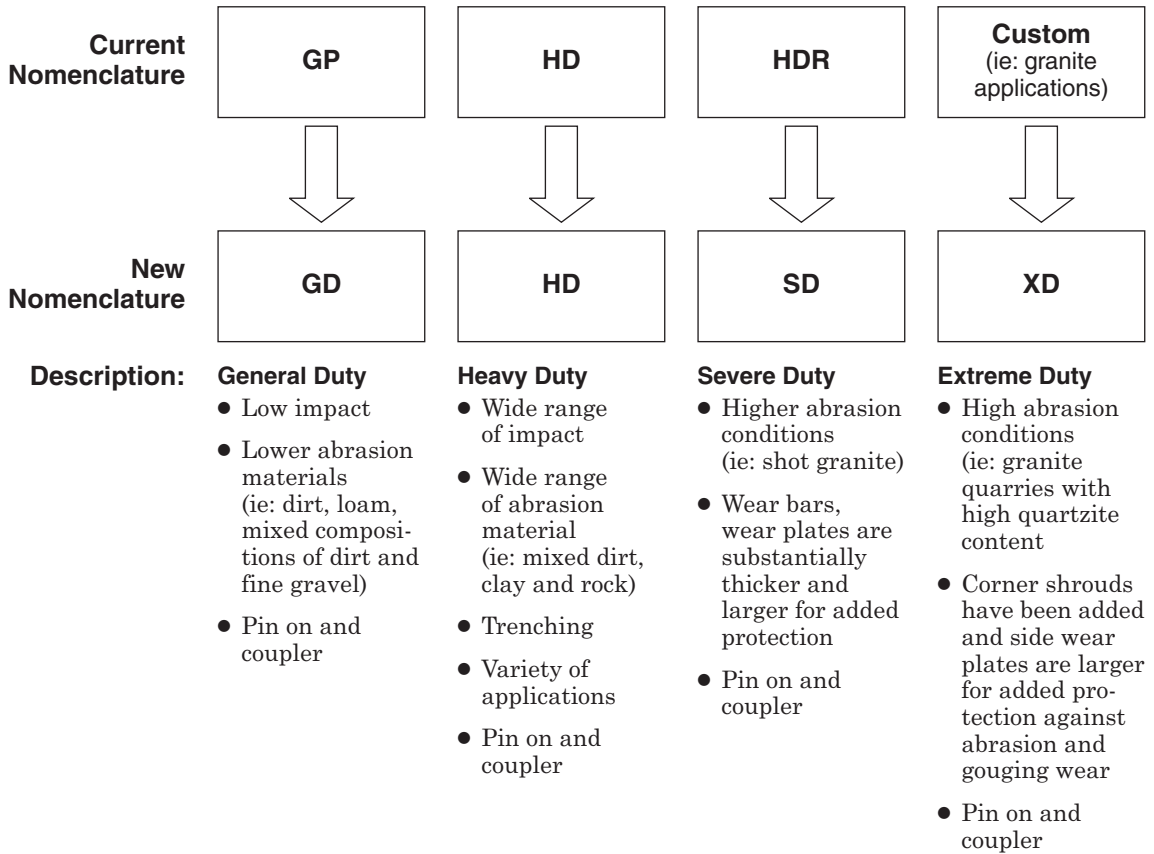 Current
Nomenclature
GP
HD
HDR
Custom
(ie: granite
applications)
New
Nomenclature
GD
HD
SD
XD
Description:
General Duty
● Low impact
● Lower abrasion
materials
(ie: dirt, loam,
mixed composi-
tions of dirt and
fine gravel)
● Pin on and
coupler
Heavy Duty
● Wide range
of impact
● Wide range
of abrasion
material
(ie: mixed dirt,
clay and rock)
● Trenching
● Variety of
applications
● Pin on and
coupler
Severe Duty
● Higher abrasion
conditions
(ie: shot granite)
● Wear bars,
wear plates are
substantially
thicker and
larger for added
protection
● Pin on and
coupler
Extreme Duty
● High abrasion
conditions
(ie: granite
quarries with
high quartzite
content
● Corner shrouds
have been added
and side wear
plates are larger
for added pro-
tection against
abrasion and
gouging wear
● Pin on and
coupler